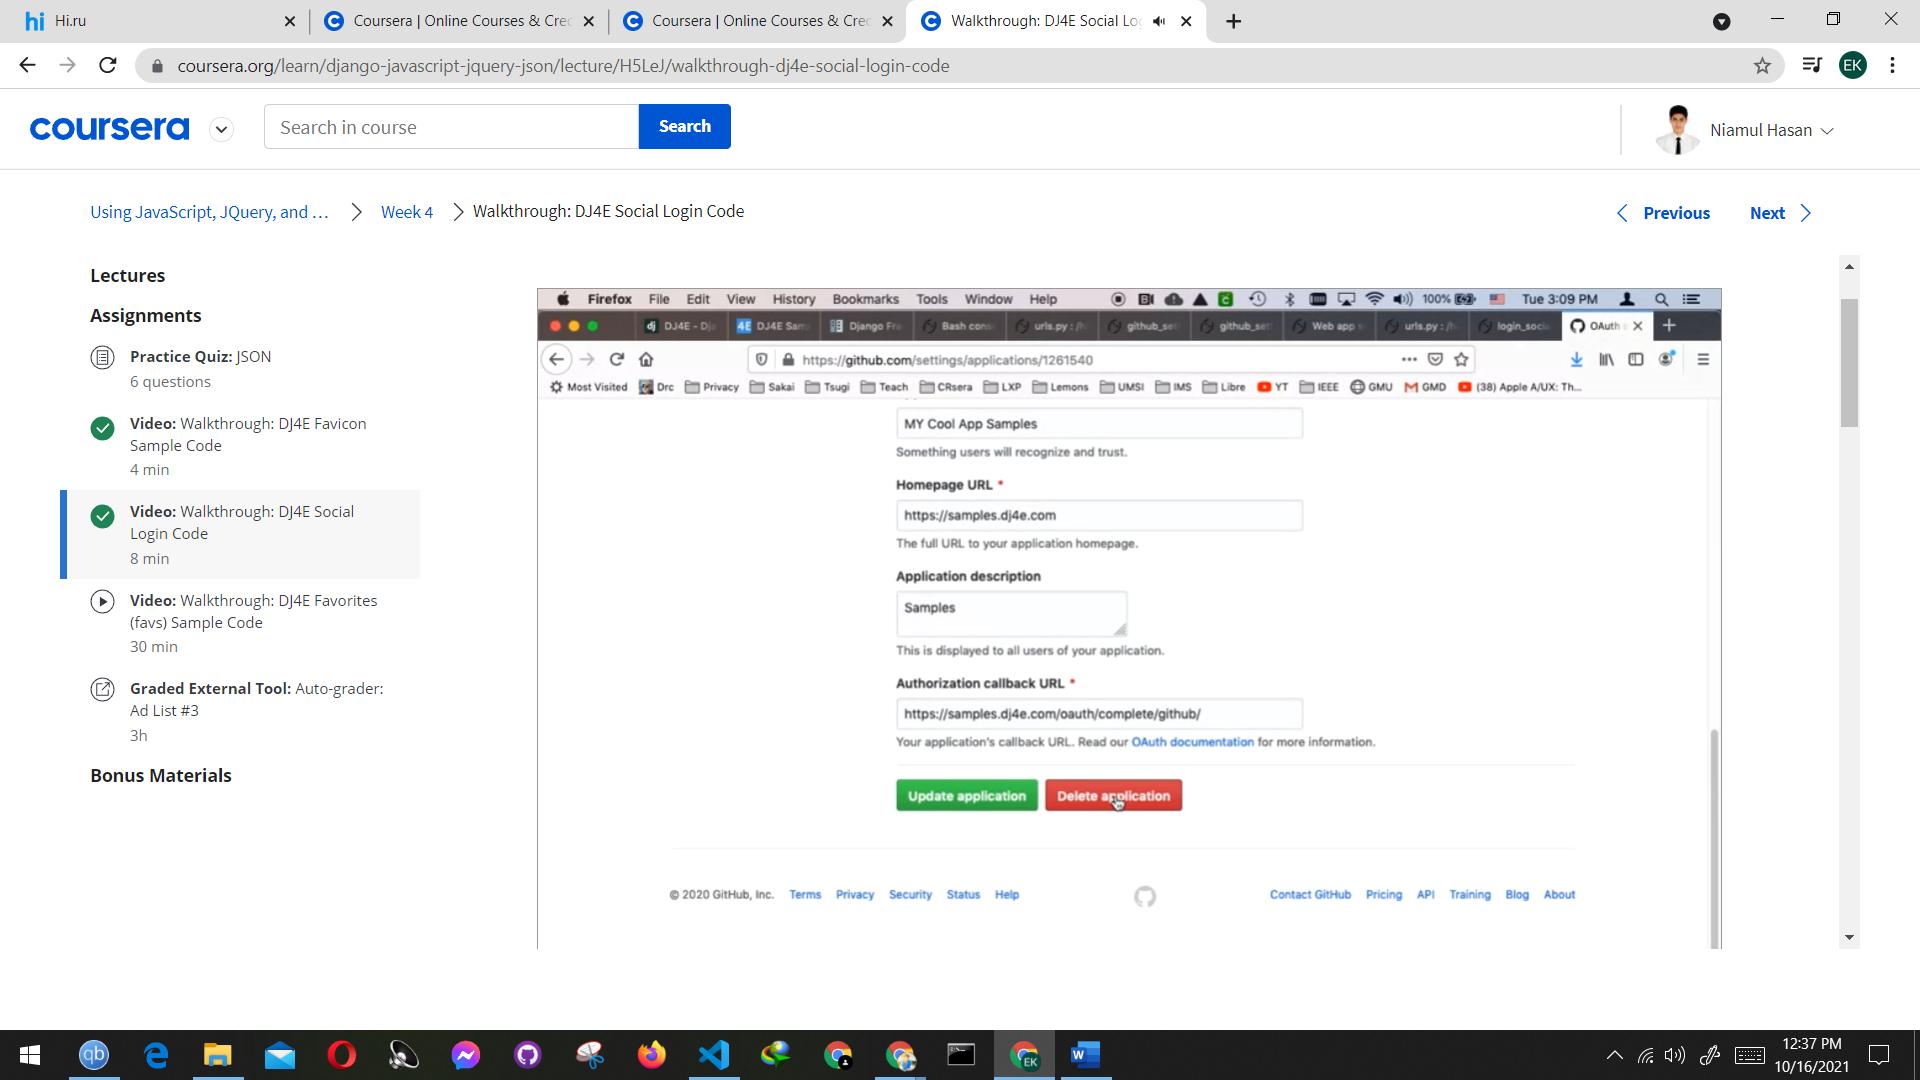 Hi.ru
Coursera | Online Courses & Cre
Coursera | Online Courses & Cre
Walkthrough: DJ4E Social Lo
coursera.org/learn/django-javascript-jquery-json/lecture/H5LeJ/walkthrough-dj4e-social-login-code
EK
coursera
Search in course
Search
Niamul Hasan
Using JavaScript, JQuery, and ...
Week 4
Walkthrough: DJ4E Social Login Code
Previous
Next
Lectures
Assignments
Practice Quiz: JSON
6 questions
Video: Walkthrough: DJ4E Favicon
Sample Code
4 min
Video: Walkthrough: DJ4E Social
Login Code
8 min
Video: Walkthrough: DJ4E Favorites
(favs) Sample Code
30 min
Graded External Tool: Auto-grader:
Ad List #3
3h
Bonus Materials
Firefox File Edit View History Bookmarks Tools Window Help
100%
Tue 3:09 PM
dj DJ4E - Dj
4E DJ4E Sam
Django Fra
Bash cons
urls.py : /h
github_set
github_set
Web app s
urls.py : /h
login_socia
OAuth
https://github.com/settings/applications/1261540
Most Visited Drc Privacy Sakai Tsugi Teach CRsera LXP Lemons UMSI IMS Libre YT IEEE GMU GMD (38) Apple A/UX: Th...
MY Cool App Samples
Something users will recognize and trust.
Homepage URL *
https://samples.dj4e.com
The full URL to your application homepage.
Application description
Samples
This is displayed to all users of your application.
Authorization callback URL *
https://samples.dj4e.com/oauth/complete/github/
Your application's callback URL. Read our OAuth documentation for more information.
Update application
Delete application
© 2020 GitHub, Inc. Terms Privacy Security Status Help
Contact GitHub Pricing API Training Blog About
12:37 PM
10/16/2021